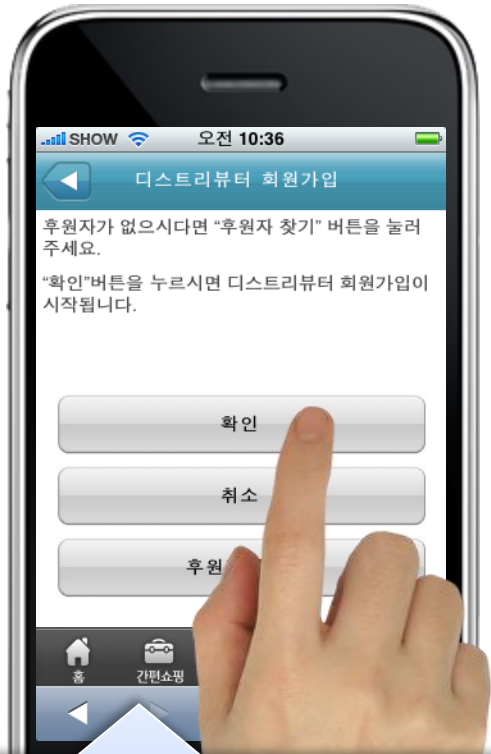 SHOW 오전 10:36
디스트리뷰터 회원가입
후원자가 없으시다면 “후원자 찾기” 버튼을 눌러
주세요.
“확인”버튼을 누르시면 디스트리뷰터 회원가입이
시작됩니다.
확인
취소
후원
홈
간편쇼핑